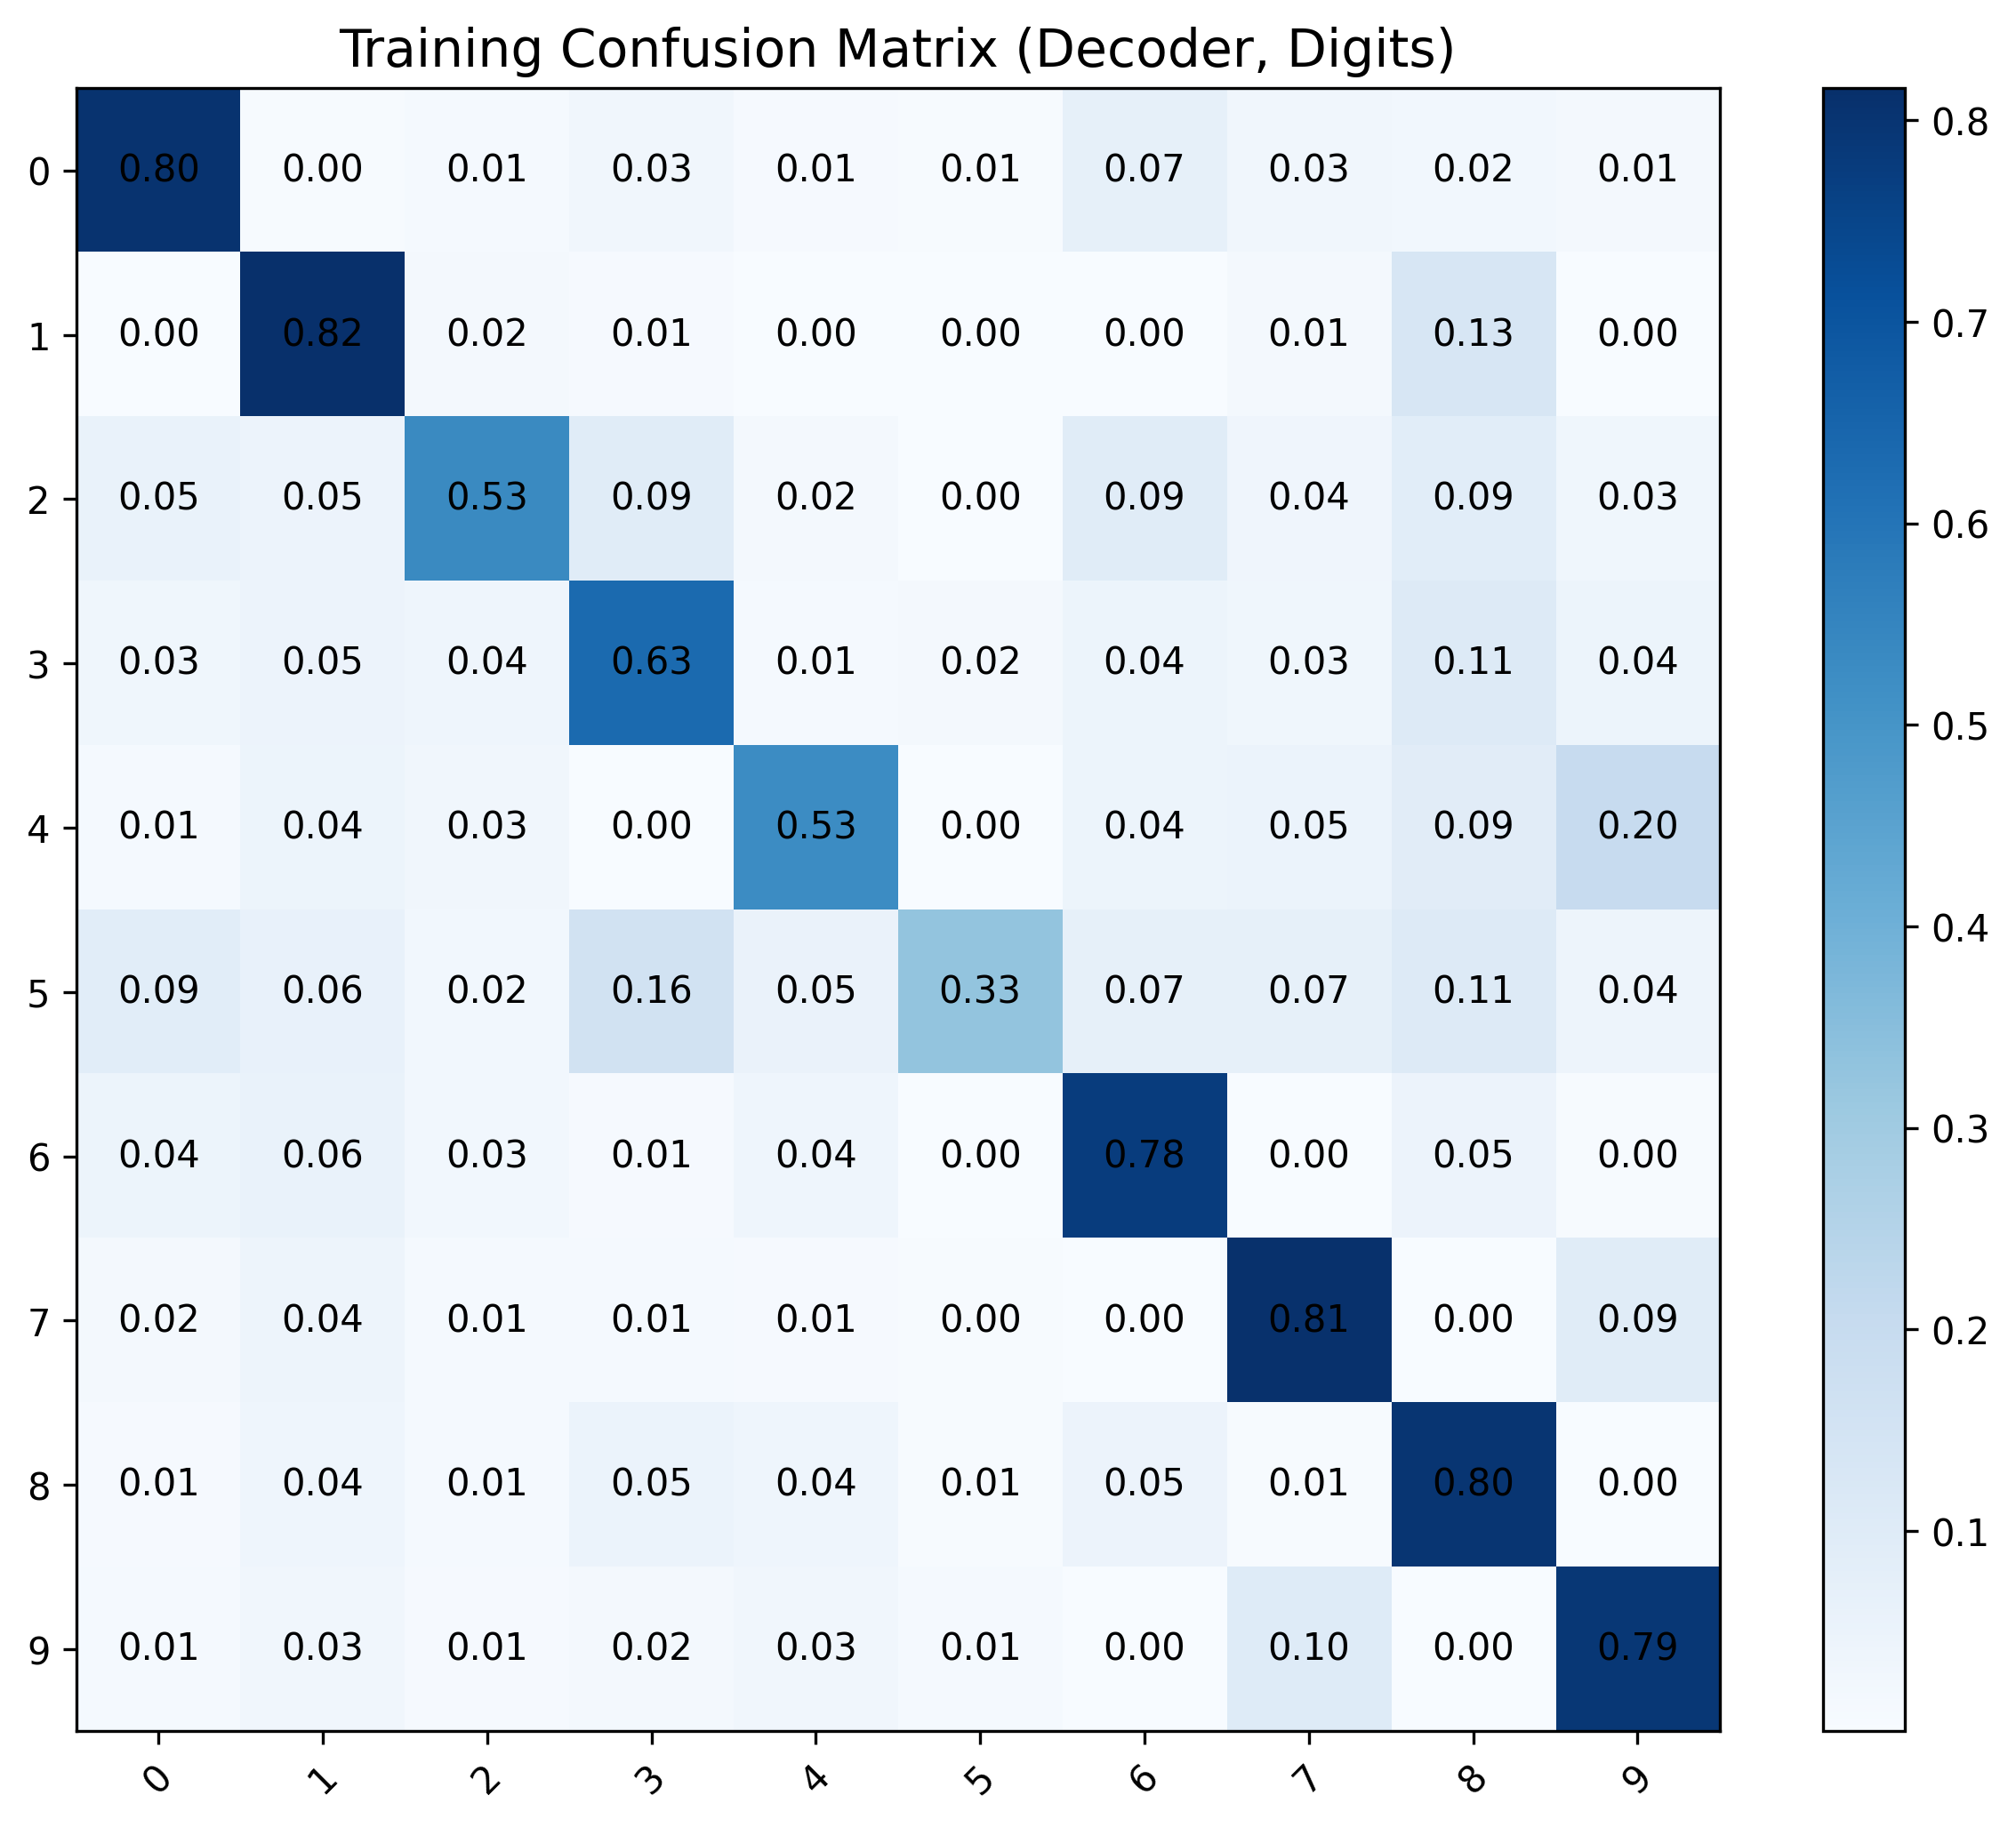 Training Confusion Matrix (Decoder, Digits)
0 0.80 0.00 0.01 0.03 0.01 0.01 0.07 0.03 0.02 0.01
1 0.00 0.82 0.02 0.01 0.00 0.00 0.00 0.01 0.13 0.00
2 0.05 0.05 0.53 0.09 0.02 0.00 0.09 0.04 0.09 0.03
3 0.03 0.05 0.04 0.63 0.01 0.02 0.04 0.03 0.11 0.04
4 0.01 0.04 0.03 0.00 0.53 0.00 0.04 0.05 0.09 0.20
5 0.09 0.06 0.02 0.16 0.05 0.33 0.07 0.07 0.11 0.04
6 0.04 0.06 0.03 0.01 0.04 0.00 0.78 0.00 0.05 0.00
7 0.02 0.04 0.01 0.01 0.01 0.00 0.00 0.81 0.00 0.09
8 0.01 0.04 0.01 0.05 0.04 0.01 0.05 0.01 0.80 0.00
9 0.01 0.03 0.01 0.02 0.03 0.01 0.00 0.10 0.00 0.79
0 1 2 3 4 5 6 7 8 9
0.8
0.7
0.6
0.5
0.4
0.3
0.2
0.1